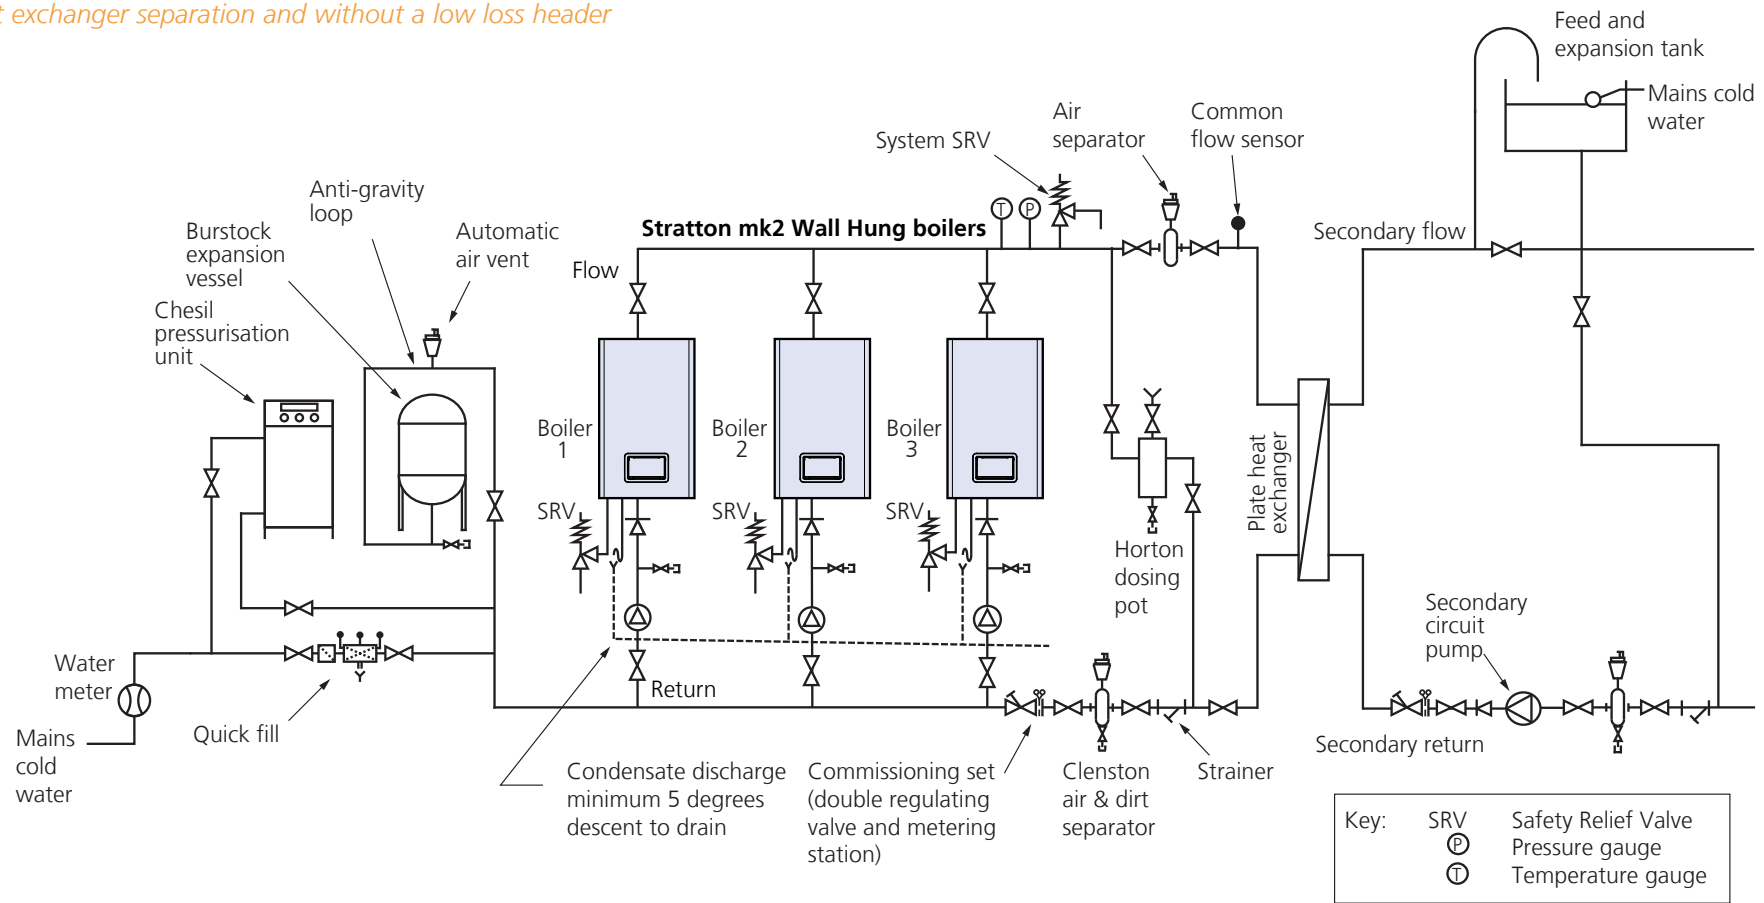 t exchanger separation and without a low loss header
Feed and
expansion tank
Mains cold
water
Air
separator
Common
flow sensor
System SRV
Anti-gravity
loop
Burstock
expansion
vessel
Automatic
air vent
Chesil
pressurisation
unit
Stratton mk2 Wall Hung boilers
T
P
Flow
Secondary flow
Boiler
1
Boiler
2
Boiler
3
SRV
SRV
SRV
Plate heat
exchanger
Horton
dosing
pot
Secondary
circuit
pump
Water
meter
Return
Quick fill
Mains
cold
water
Secondary return
Condensate discharge
minimum 5 degrees
descent to drain
Commissioning set
(double regulating
valve and metering
station)
Clenston
air & dirt
separator
Strainer
Key: SRV Safety Relief Valve
P Pressure gauge
T Temperature gauge